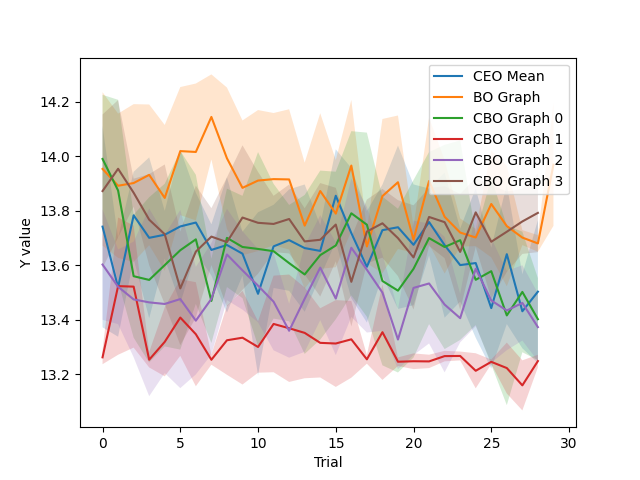 CEO Mean
BO Graph
CBO Graph 0
CBO Graph 1
CBO Graph 2
CBO Graph 3
14.2
14.0
13.8
13.6
13.4
13.2
Y value
0 5 10 15 20 25 30
Trial